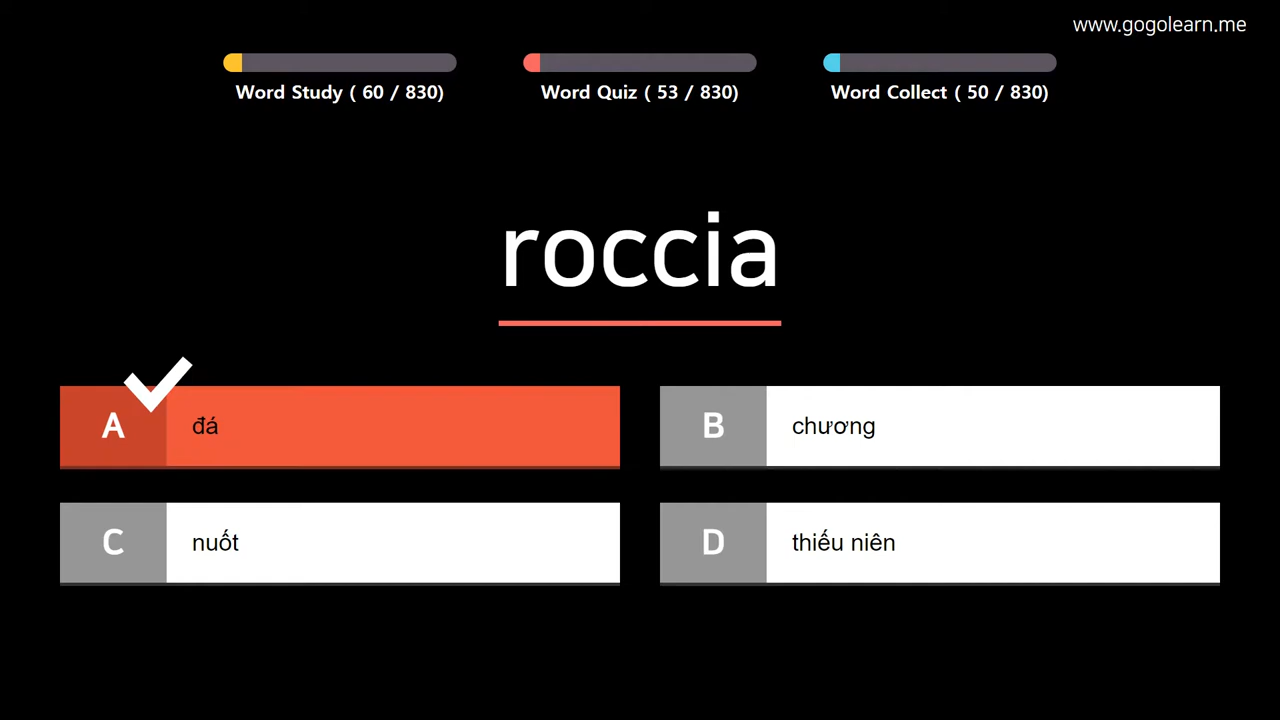 www.gogolearn.me
Word Study ( 60 / 830)
Word Quiz ( 53 / 830)
Word Collect ( 50 / 830)
roccia
A
đá
B
chương
C
nuốt
D
thiếu niên